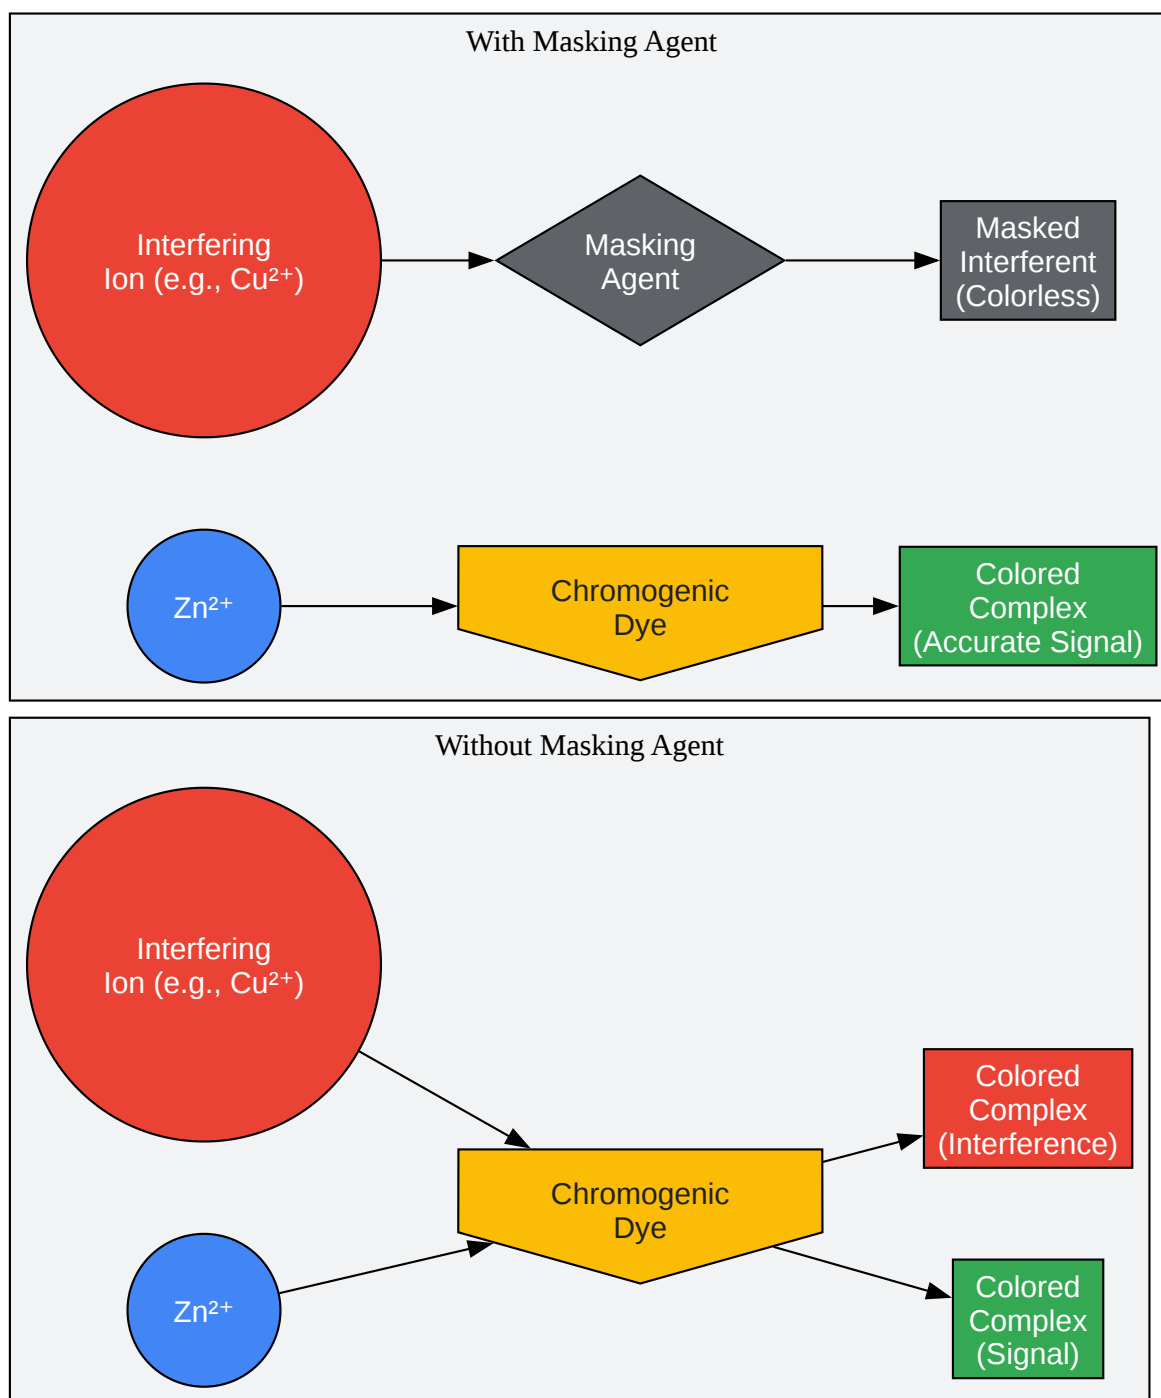 With Masking Agent
Interfering
Ion (e.g., Cu²⁺)
Masking
Agent
Masked
Interferent
(Colorless)
Zn²⁺
Chromogenic
Dye
Colored
Complex
(Accurate Signal)
Without Masking Agent
Interfering
Ion (e.g., Cu²⁺)
Zn²⁺
Chromogenic
Dye
Colored
Complex
(Interference)
Colored
Complex
(Signal)